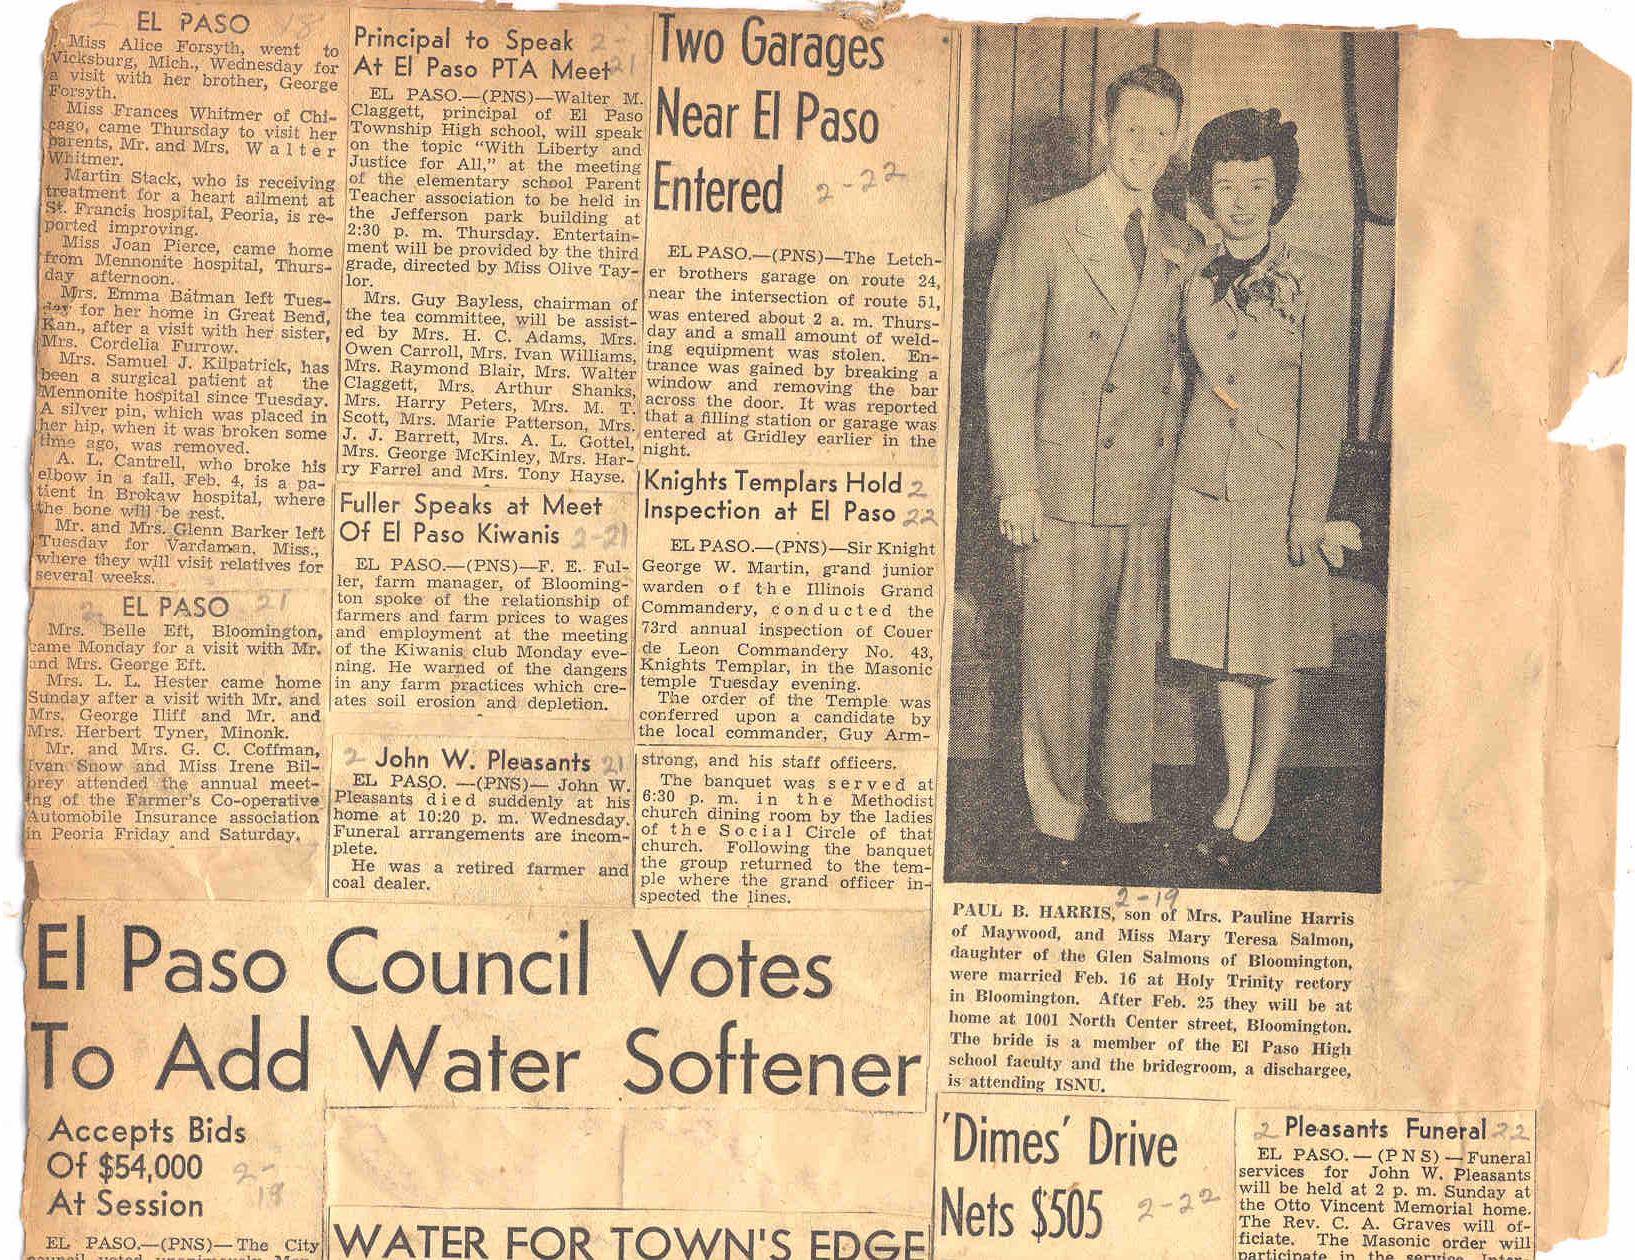 EL PASO
2 18
Miss Alice Forsyth, went to
Vicksburg, Mich., Wednesday for
a visit with her brother, George
Forsyth.
Miss Frances Whitmer of Chi-
cago, came Thursday to visit her
parents, Mr. and Mrs. Walter
Whitmer.
Martin Stack, who is receiving
treatment for a heart ailment at
St. Francis hospital, Peoria, is re-
ported improving.
Miss Joan Pierce, came home
from Mennonite hospital, Thurs-
day afternoon.
Mrs. Emma Batman left Tues-
day for her home in Great Bend,
Kan., after a visit with her sister,
Mrs. Cordelia Furrow.
Mrs. Samuel J. Kilpatrick, has
been a surgical patient at the
Mennonite hospital since Tuesday.
A silver pin, which was placed in
her hip, when it was broken some
time ago, was removed.
A. L. Cantrell, who broke his
elbow in a fall, Feb. 4, is a pa-
tient in Brokaw hospital, where
the bone will be rest.
Mr. and Mrs. Glenn Barker left
Tuesday for Vardaman, Miss.,
where they will visit relatives for
several weeks.
2 EL PASO 21
Mrs. Belle Eft, Bloomington,
came Monday for a visit with Mr.
and Mrs. George Eft.
Mrs. L. L. Hester came home
Sunday after a visit with Mr. and
Mrs. George Iliff and Mr. and
Mrs. Herbert Tyner, Minonk.
Mr. and Mrs. G. C. Coffman,
Ivan Snow and Miss Irene Bil-
brey attended the annual meet-
ing of the Farmer's Co-operative
Automobile Insurance association
in Peoria Friday and Saturday.
Principal to Speak 2-
At El Paso PTA Meet 21
EL PASO.—(PNS)—Walter M.
Claggett, principal of El Paso
Township High school, will speak
on the topic "With Liberty and
Justice for All," at the meeting
of the elementary school Parent
Teacher association to be held in
the Jefferson park building at
2:30 p. m. Thursday. Entertain-
ment will be provided by the third
grade, directed by Miss Olive Tay-
lor.
Mrs. Guy Bayless, chairman of
the tea committee, will be assist-
ed by Mrs. H. C. Adams, Mrs.
Owen Carroll, Mrs. Ivan Williams,
Mrs. Raymond Blair, Mrs. Walter
Claggett, Mrs. Arthur Shanks,
Mrs. Harry Peters, Mrs. M. T.
Scott, Mrs. Marie Patterson, Mrs.
J. J. Barrett, Mrs. A. L. Gottel,
Mrs. George McKinley, Mrs. Har-
ry Farrel and Mrs. Tony Hayse.
Fuller Speaks at Meet
Of El Paso Kiwanis 2-21
EL PASO.—(PNS)—F. E. Ful-
ler, farm manager, of Blooming-
ton spoke of the relationship of
farmers and farm prices to wages
and employment at the meeting
of the Kiwanis club Monday eve-
ning. He warned of the dangers
in any farm practices which cre-
ates soil erosion and depletion.
2 John W. Pleasants 21
EL PASO. —(PNS)— John W.
Pleasants died suddenly at his
home at 10:20 p. m. Wednesday.
Funeral arrangements are incom-
plete.
He was a retired farmer and
coal dealer.
Two Garages
Near El Paso
Entered 2-22
EL PASO.—(PNS)—The Letch-
er brothers garage on route 24,
near the intersection of route 51,
was entered about 2 a. m. Thurs-
day and a small amount of weld-
ing equipment was stolen. En-
trance was gained by breaking a
window and removing the bar
across the door. It was reported
that a filling station or garage was
entered at Gridley earlier in the
night.
Knights Templars Hold 2
Inspection at El Paso 22
EL PASO.—(PNS)—Sir Knight
George W. Martin, grand junior
warden of the Illinois Grand
Commandery, conducted the
73rd annual inspection of Couer
de Leon Commandery No. 43,
Knights Templar, in the Masonic
temple Tuesday evening.
The order of the Temple was
conferred upon a candidate by
the local commander, Guy Arm-
strong, and his staff officers.
The banquet was served at
6:30 p. m. in the Methodist
church dining room by the ladies
of the Social Circle of that
church. Following the banquet
the group returned to the tem-
ple where the grand officer in-
spected the lines.
2-19
PAUL B. HARRIS, son of Mrs. Pauline Harris
of Maywood, and Miss Mary Teresa Salmon,
daughter of the Glen Salmons of Bloomington,
were married Feb. 16 at Holy Trinity rectory
in Bloomington. After Feb. 25 they will be at
home at 1001 North Center street, Bloomington.
The bride is a member of the El Paso High
school faculty and the bridegroom, a dischargee,
is attending ISNU.
El Paso Council Votes
To Add Water Softener
Accepts Bids
Of $54,000
At Session
2-19
EL PASO.—(PNS)—The City
WATER FOR TOWN'S EDGE
'Dimes' Drive
Nets $505 2-22
2 Pleasants Funeral 22
EL PASO. — (PNS) — Funeral
services for John W. Pleasants
will be held at 2 p. m. Sunday at
the Otto Vincent Memorial home.
The Rev. C. A. Graves will of-
ficiate. The Masonic order will
participate in the service.